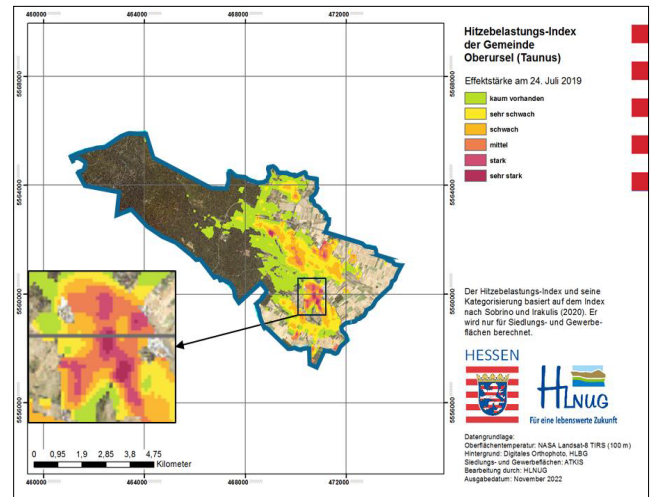 460000 464000 468000 472000
Hitzebelastungs-Index
der Gemeinde
Oberursel (Taunus)
Effektstärke am 24. Juli 2019
kaum vorhanden
sehr schwach
schwach
mittel
stark
sehr stark
5568000 5568000
5564000 5564000
5560000 5560000
5556000 5556000
Der Hitzebelastungs-Index und seine
Kategorisierung basiert auf dem Index
nach Sobrino und Irakulis (2020). Er
wird nur für Siedlungs- und Gewerbe-
flächen berechnet.
HESSEN
HLNUG
Für eine lebenswerte Zukunft
0 0,95 1,9 2,85 3,8 4,75
Kilometer
460000 464000 468000 472000
Datengrundlage:
Oberflächentemperatur: NASA Landsat-8 TIRS (100 m)
Hintergrund: Digitales Orthophoto, HLBG
Siedlungs- und Gewerbeflächen: ATKIS
Bearbeitung durch: HLNUG
Ausgabedatum: November 2022